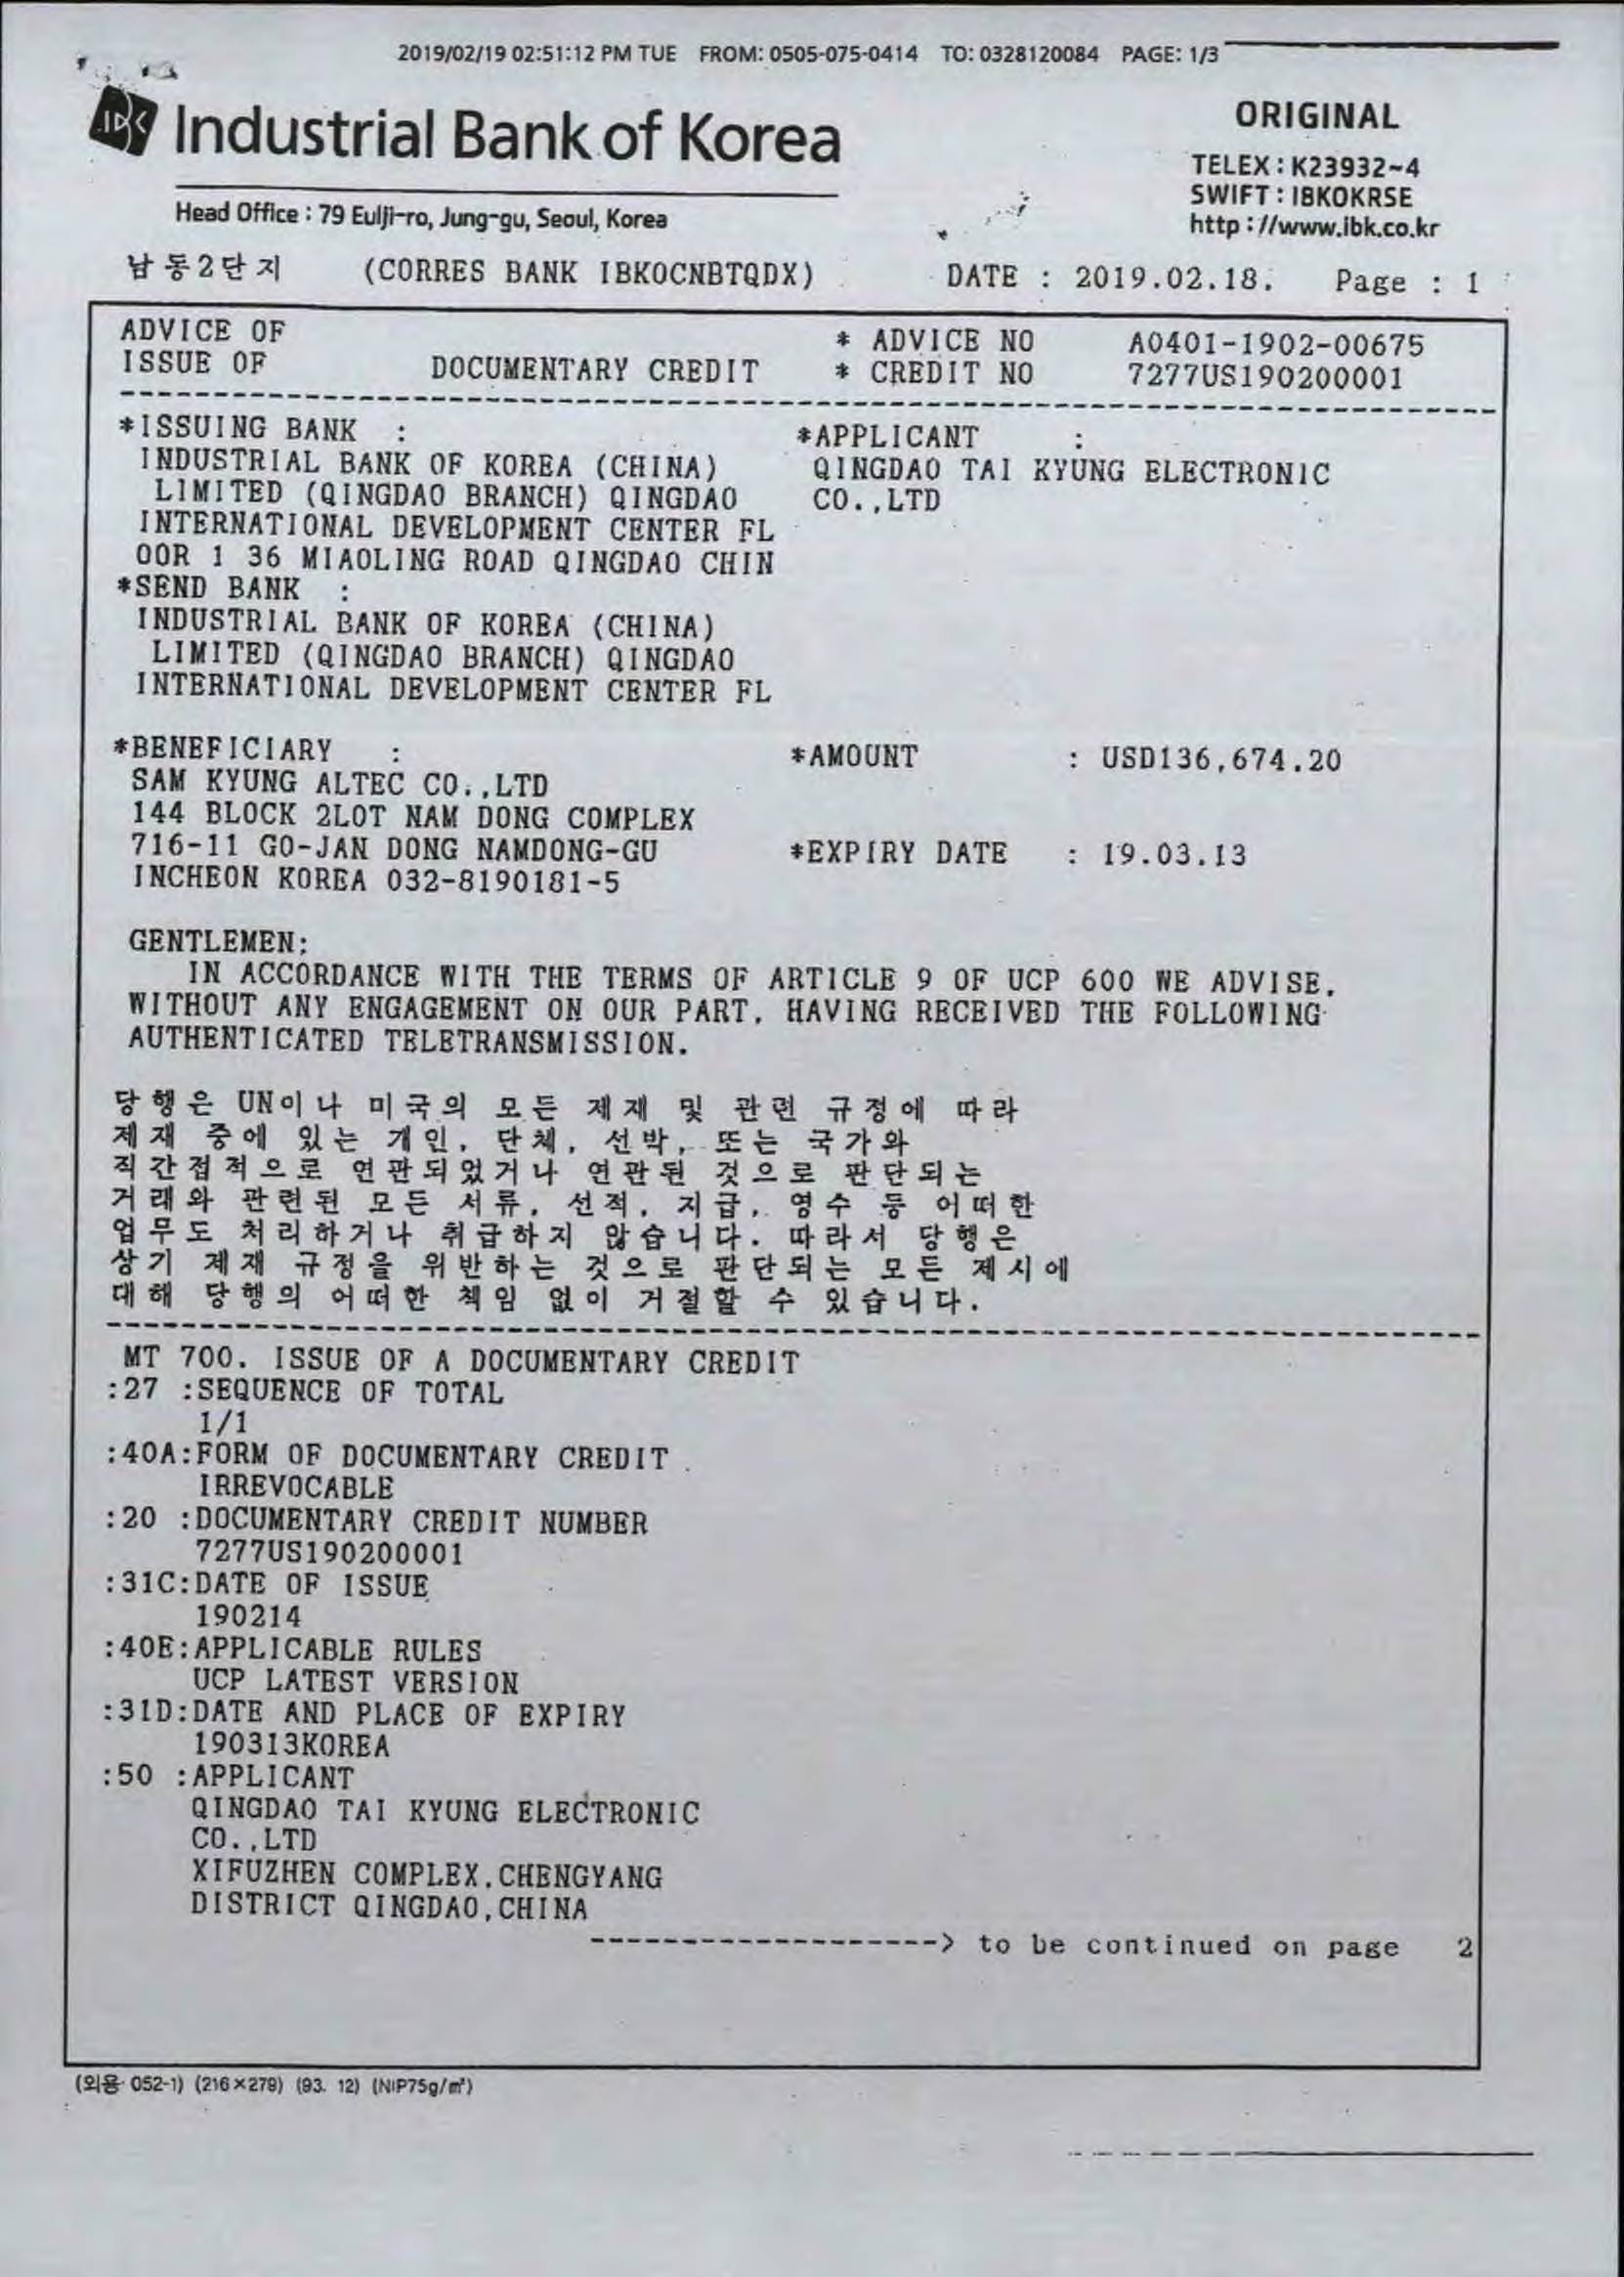 2019/02/19 02:51:12 PM TUE FROM: 0505-075-0414 TO: 0328120084 PAGE: 1/3
IBK Industrial Bank of Korea
ORIGINAL
TELEX : K23932~4
SWIFT : IBKOKRSE
http://www.ibk.co.kr
Head Office : 79 Eulji-ro, Jung-gu, Seoul, Korea
남동2단지 (CORRES BANK IBKOCNBTQDX) DATE : 2019.02.18. Page : 1
ADVICE OF * ADVICE NO A0401-1902-00675
ISSUE OF DOCUMENTARY CREDIT * CREDIT NO 7277US190200001
*ISSUING BANK : *APPLICANT :
INDUSTRIAL BANK OF KOREA (CHINA) QINGDAO TAI KYUNG ELECTRONIC
LIMITED (QINGDAO BRANCH) QINGDAO CO.,LTD
INTERNATIONAL DEVELOPMENT CENTER FL
OOR 1 36 MIAOLING ROAD QINGDAO CHIN
*SEND BANK :
INDUSTRIAL BANK OF KOREA (CHINA)
LIMITED (QINGDAO BRANCH) QINGDAO
INTERNATIONAL DEVELOPMENT CENTER FL
*BENEFICIARY : *AMOUNT : USD136,674.20
SAM KYUNG ALTEC CO.,LTD
144 BLOCK 2LOT NAM DONG COMPLEX
716-11 GO-JAN DONG NAMDONG-GU *EXPIRY DATE : 19.03.13
INCHEON KOREA 032-8190181-5
GENTLEMEN:
IN ACCORDANCE WITH THE TERMS OF ARTICLE 9 OF UCP 600 WE ADVISE,
WITHOUT ANY ENGAGEMENT ON OUR PART, HAVING RECEIVED THE FOLLOWING
AUTHENTICATED TELETRANSMISSION.
당행은 UN이나 미국의 모든 제재 및 관련 규정에 따라
제재 중에 있는 개인, 단체, 선박, 또는 국가와
직간접적으로 연관되었거나 연관된 것으로 판단되는
거래와 관련된 모든 서류, 선적, 지급, 영수 등 어떠한
업무도 처리하거나 취급하지 않습니다. 따라서 당행은
상기 제재 규정을 위반하는 것으로 판단되는 모든 제시에
대해 당행의 어떠한 책임 없이 거절할 수 있습니다.
MT 700. ISSUE OF A DOCUMENTARY CREDIT
:27 :SEQUENCE OF TOTAL
1/1
:40A:FORM OF DOCUMENTARY CREDIT
IRREVOCABLE
:20 :DOCUMENTARY CREDIT NUMBER
7277US190200001
:31C:DATE OF ISSUE
190214
:40E:APPLICABLE RULES
UCP LATEST VERSION
:31D:DATE AND PLACE OF EXPIRY
190313KOREA
:50 :APPLICANT
QINGDAO TAI KYUNG ELECTRONIC
CO.,LTD
XIFUZHEN COMPLEX,CHENGYANG
DISTRICT QINGDAO,CHINA
--------------------> to be continued on page 2
(외용 052-1) (216×279) (93. 12) (NIP75g/㎡)